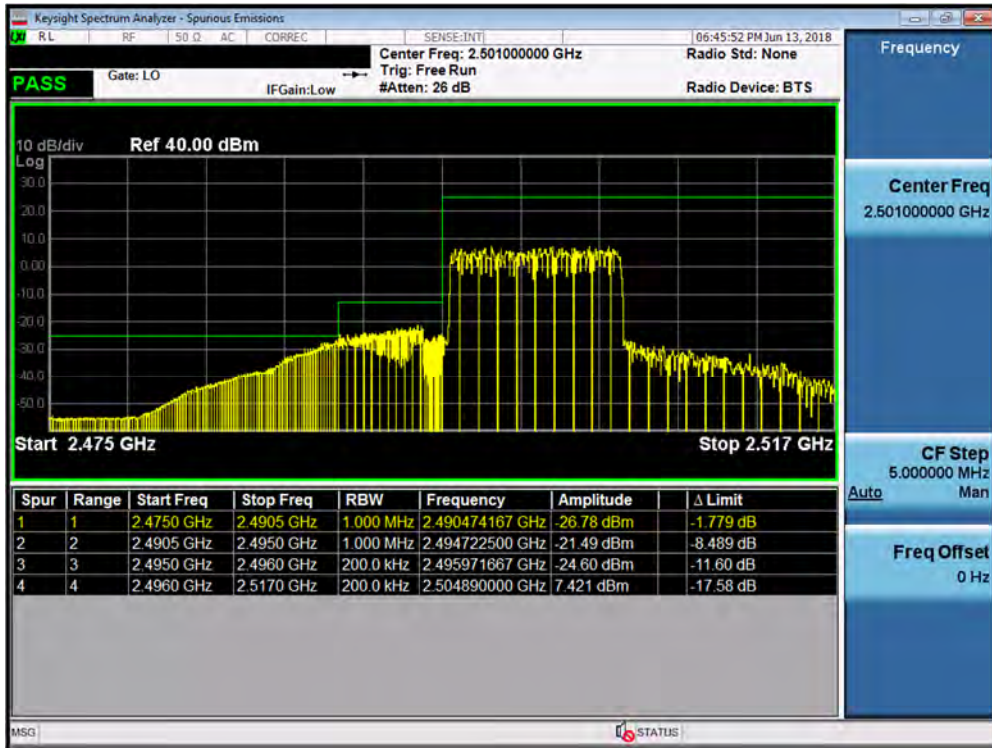 Keysight Spectrum Analyzer - Spurious Emissions
LXI RL RF 50 Ω AC CORREC SENSE:INT 06:45:52 PM Jun 13, 2018
Center Freq: 2.501000000 GHz Radio Std: None
PASS Gate: LO Trig: Free Run
IFGain:Low #Atten: 26 dB Radio Device: BTS
Frequency
10 dB/div Ref 40.00 dBm
Log
30.0
20.0
10.0
0.00
-10.0
-20.0
-30.0
-40.0
-50.0
Start 2.475 GHz Stop 2.517 GHz
Center Freq
2.501000000 GHz
CF Step
5.000000 MHz
Auto Man
Freq Offset
0 Hz
Spur Range Start Freq Stop Freq RBW Frequency Amplitude Δ Limit
1 1 2.4750 GHz 2.4905 GHz 1.000 MHz 2.490474167 GHz -26.78 dBm -1.779 dB
2 2 2.4905 GHz 2.4950 GHz 1.000 MHz 2.494722500 GHz -21.49 dBm -8.489 dB
3 3 2.4950 GHz 2.4960 GHz 200.0 kHz 2.495971667 GHz -24.60 dBm -11.60 dB
4 4 2.4960 GHz 2.5170 GHz 200.0 kHz 2.504890000 GHz 7.421 dBm -17.58 dB
MSG STATUS